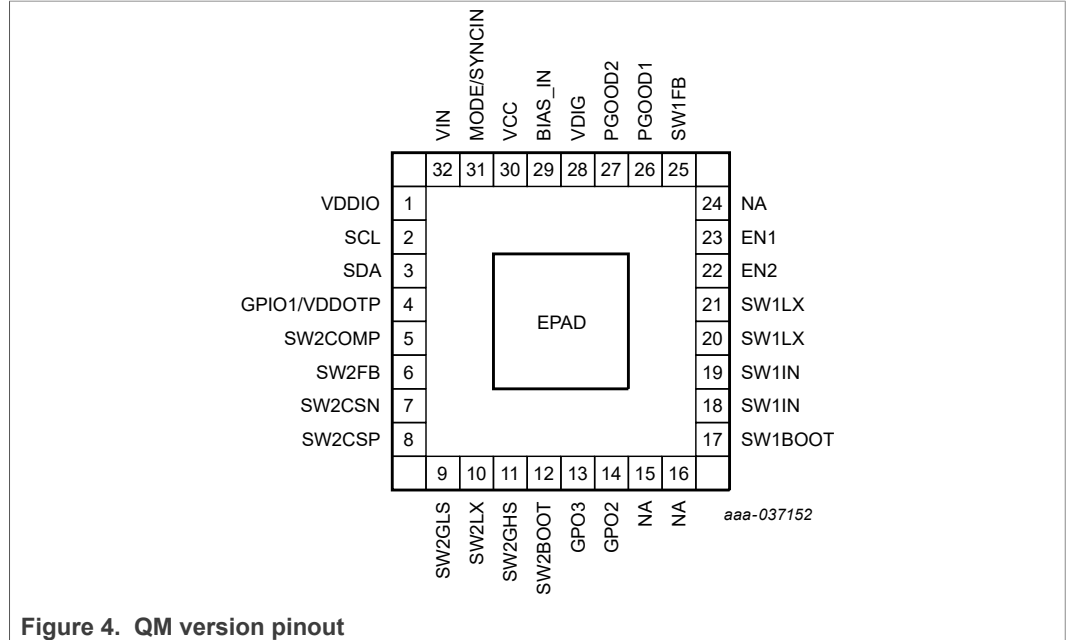 VIN
MODE/SYNCIN
VCC
BIAS_IN
VDIG
PGOOD2
PGOOD1
SW1FB
32 31 30 29 28 27 26 25
VDDIO 1
SCL 2
SDA 3
GPIO1/VDDOTP 4
SW2COMP 5
SW2FB 6
SW2CSN 7
SW2CSP 8
EPAD
24 NA
23 EN1
22 EN2
21 SW1LX
20 SW1LX
19 SW1IN
18 SW1IN
17 SW1BOOT
9 10 11 12 13 14 15 16
SW2GLS
SW2LX
SW2GHS
SW2BOOT
GPO3
GPO2
NA
NA
aaa-037152
Figure 4. QM version pinout